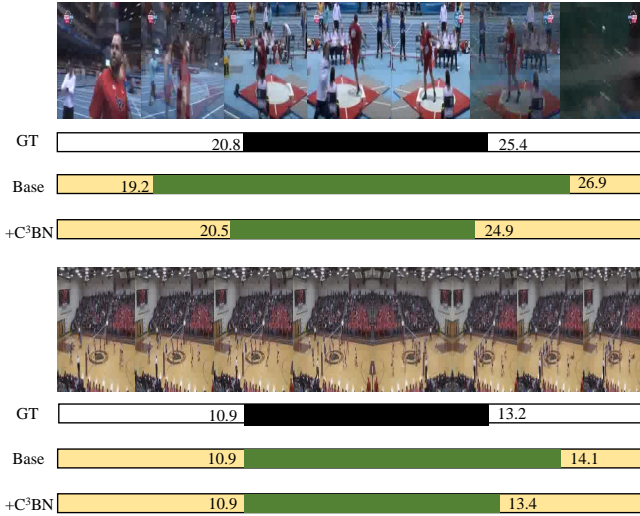 GT 20.8 25.4
Base 19.2 26.9
+C³BN 20.5 24.9
GT 10.9 13.2
Base 10.9 14.1
+C³BN 10.9 13.4